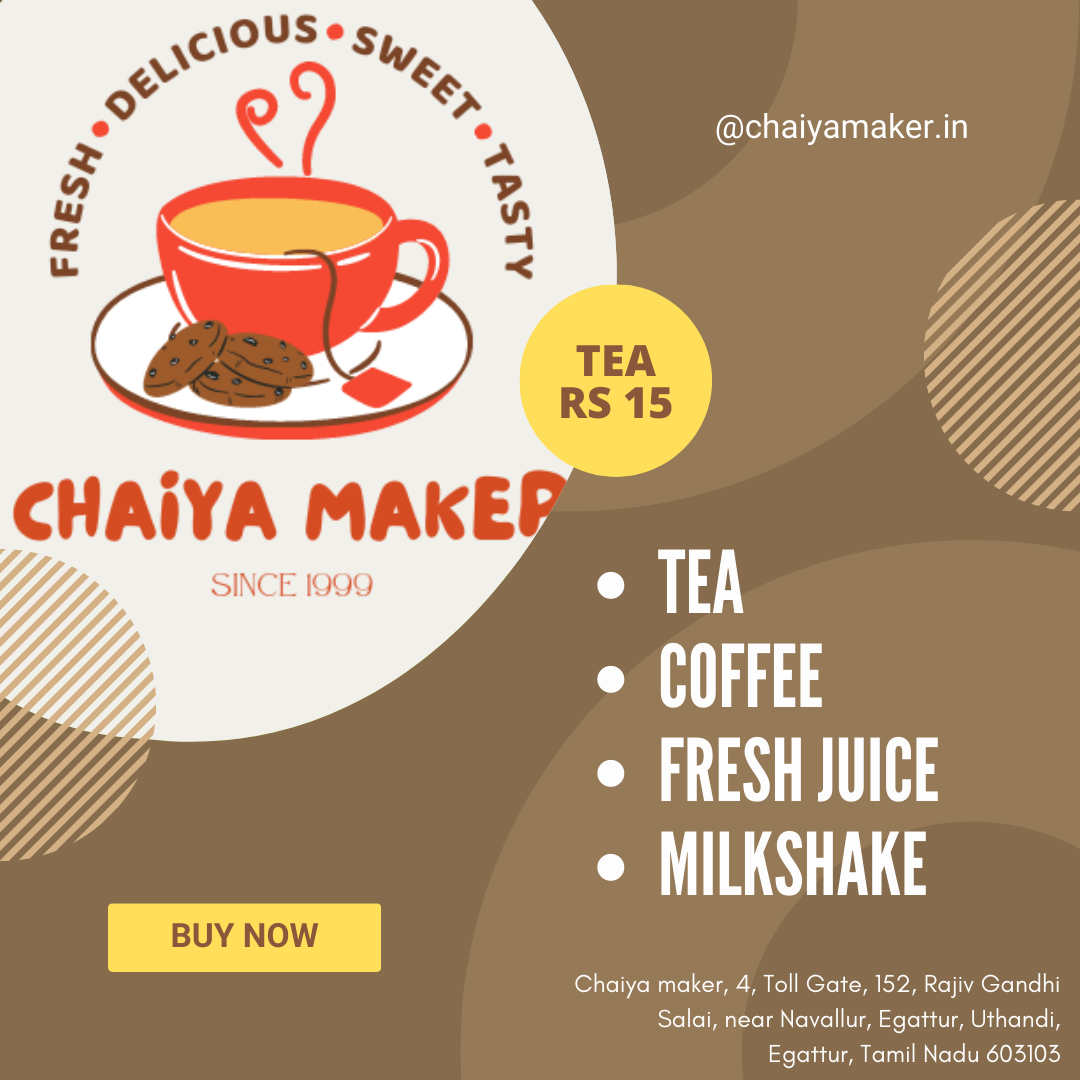 FRESH • DELICIOUS • SWEET • TASTY
@chaiyamaker.in
TEA
RS 15
CHAiYA MAKER
SINCE 1999
• TEA
• COFFEE
• FRESH JUICE
• MILKSHAKE
BUY NOW
Chaiya maker, 4, Toll Gate, 152, Rajiv Gandhi
Salai, near Navallur, Egattur, Uthandi,
Egattur, Tamil Nadu 603103